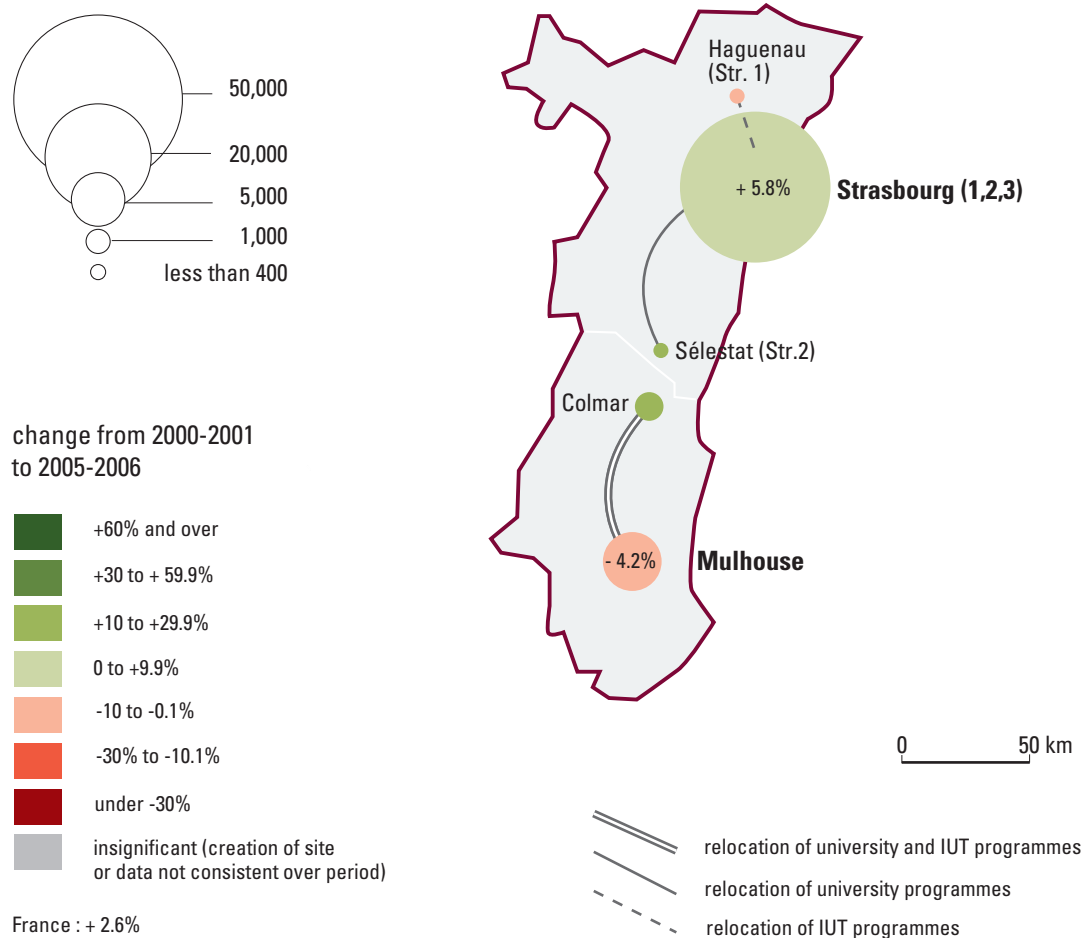 50,000
20,000
5,000
1,000
less than 400
change from 2000-2001
to 2005-2006
+60% and over
+30 to + 59.9%
+10 to +29.9%
0 to +9.9%
-10 to -0.1%
-30% to -10.1%
under -30%
insignificant (creation of site
or data not consistent over period)
France : + 2.6%
Haguenau
(Str. 1)
+ 5.8%
Strasbourg (1,2,3)
Sélestat (Str.2)
Colmar
- 4.2%
Mulhouse
0 50 km
relocation of university and IUT programmes
relocation of university programmes
relocation of IUT programmes